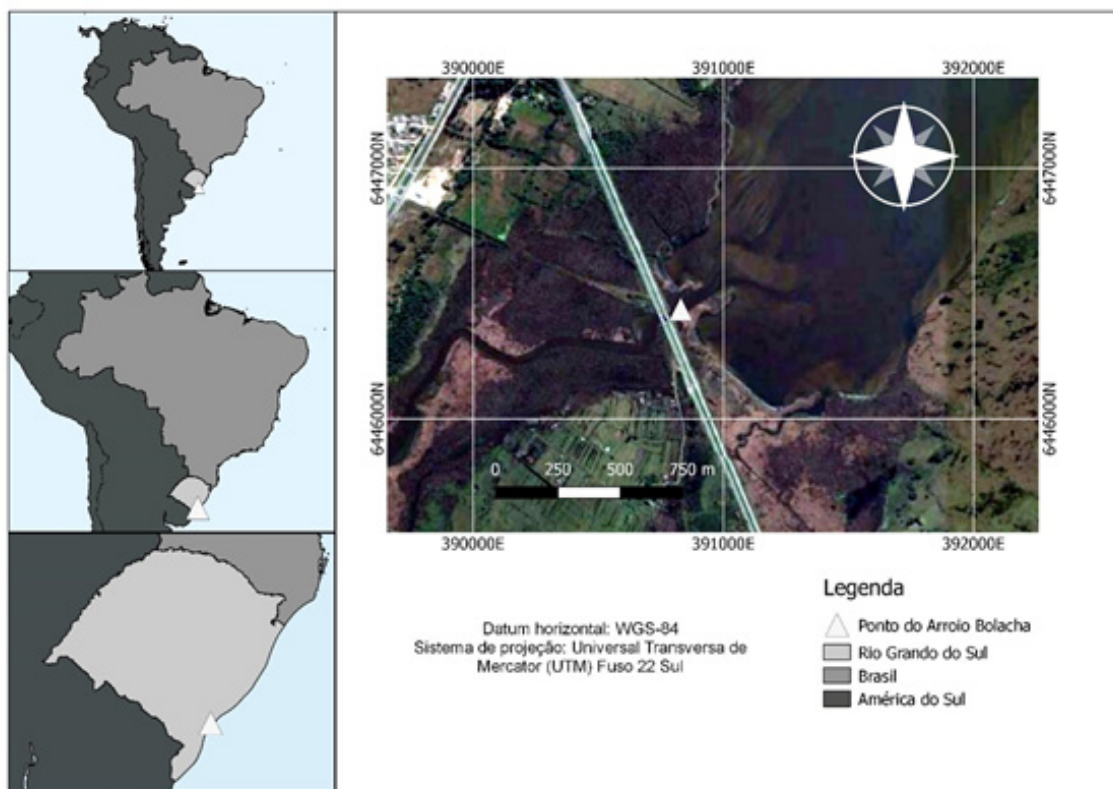 390000E 391000E 392000E
6447000N 6447000N
6446000N 6446000N
0 250 500 750 m
390000E 391000E 392000E
Datum horizontal: WGS-84
Sistema de projeção: Universal Transversa de
Mercator (UTM) Fuso 22 Sul
Legenda
Ponto do Arroio Bolacha
Rio Grando do Sul
Brasil
América do Sul